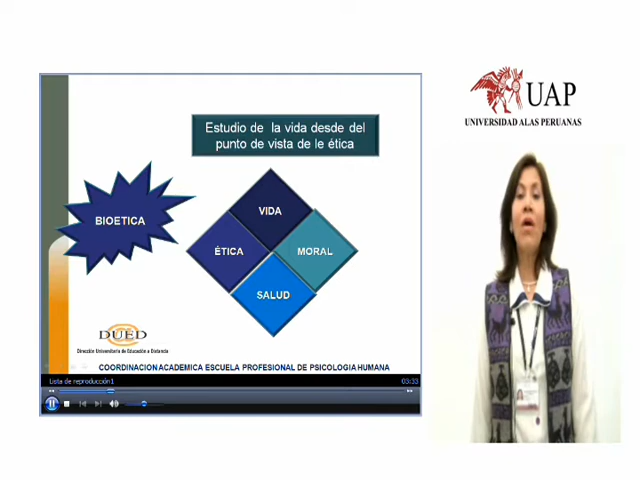 UAP
UNIVERSIDAD ALAS PERUANAS
Estudio de la vida desde del
punto de vista de le ética
BIOETICA
VIDA
ÉTICA
MORAL
SALUD
DUED
Dirección Universitaria de Educación a Distancia
COORDINACION ACADEMICA ESCUELA PROFESIONAL DE PSICOLOGIA HUMANA
Lista de reproducción1
03:33